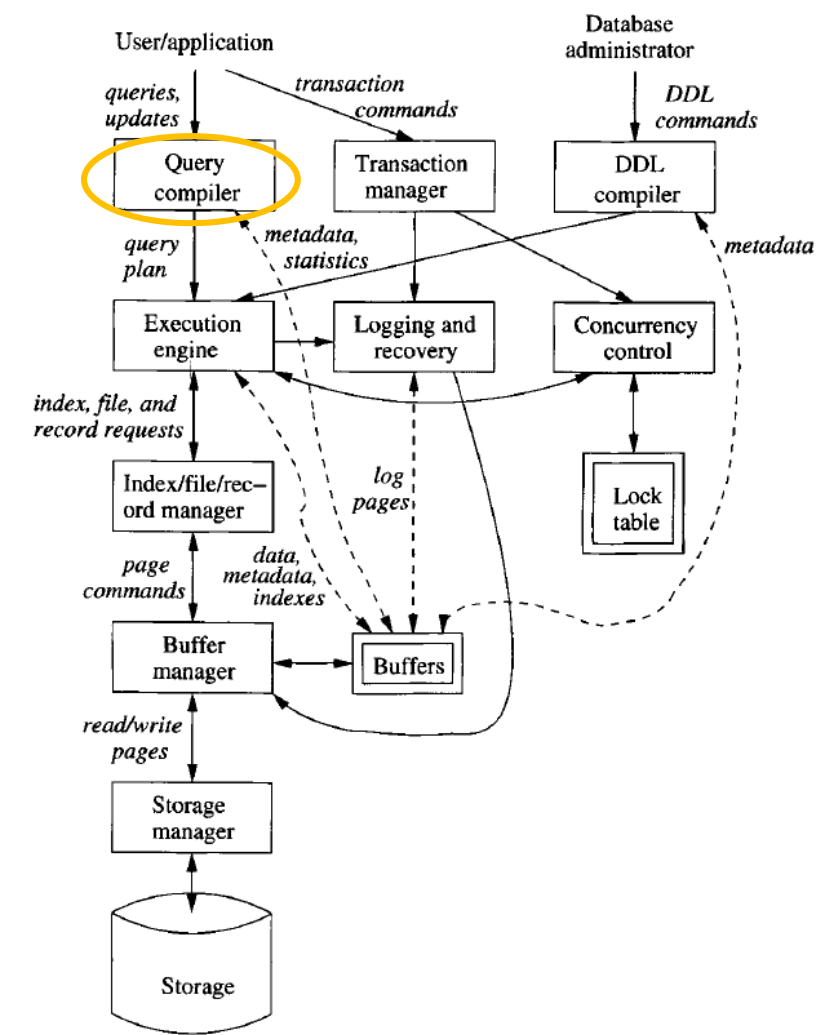 User/application
Database
administrator
queries,
updates
transaction
commands
DDL
commands
Query
compiler
Transaction
manager
DDL
compiler
query
plan
metadata,
statistics
metadata
Execution
engine
Logging and
recovery
Concurrency
control
index, file, and
record requests
Index/file/rec–
ord manager
log
pages
Lock
table
page
commands
data,
metadata,
indexes
Buffer
manager
Buffers
read/write
pages
Storage
manager
Storage